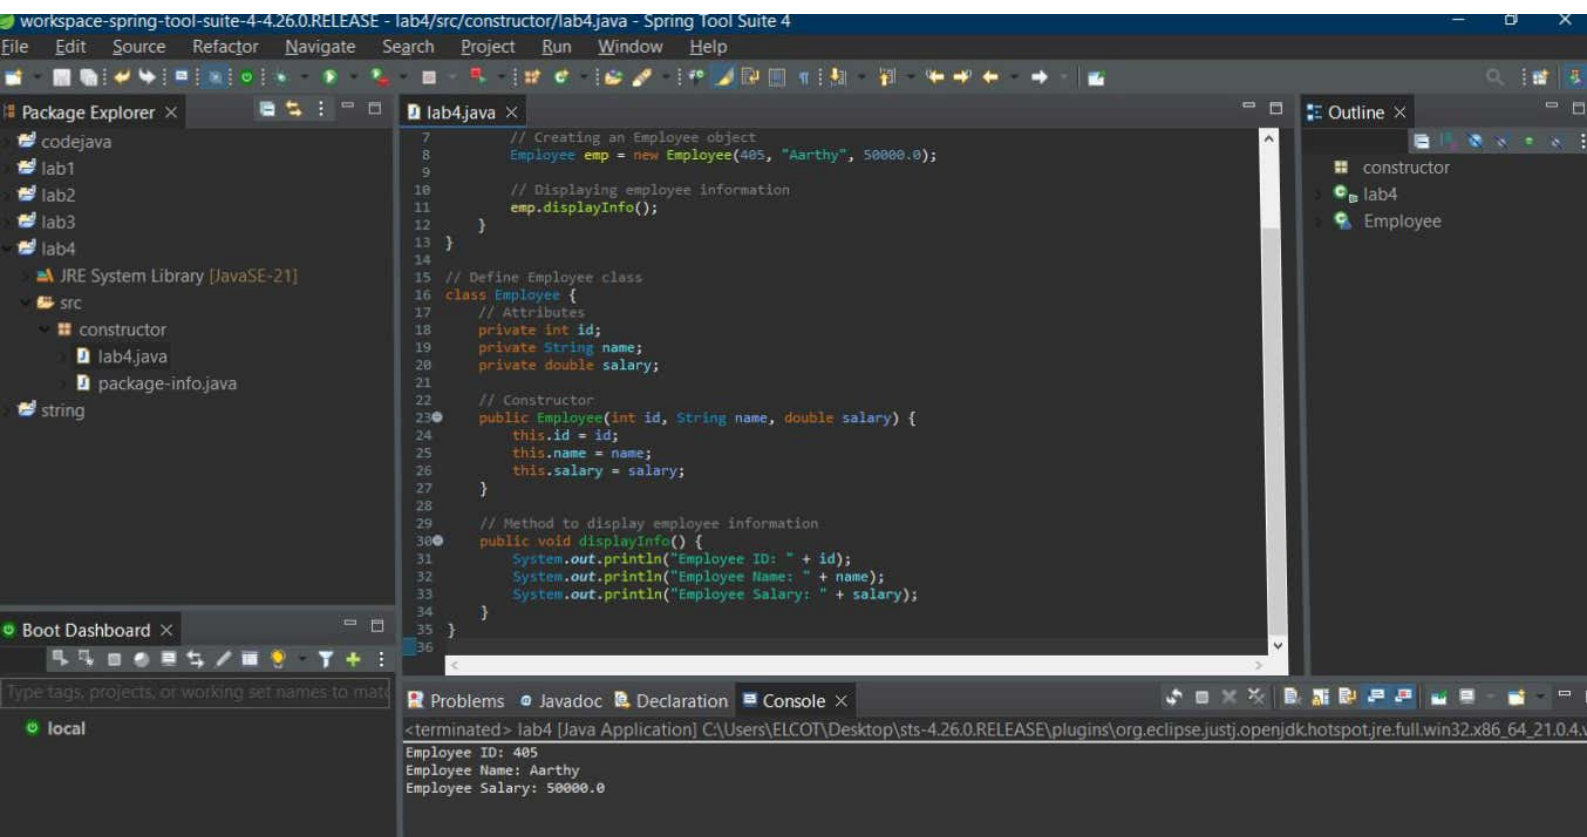 workspace-spring-tool-suite-4-4.26.0.RELEASE - lab4/src/constructor/lab4.java - Spring Tool Suite 4
File Edit Source Refactor Navigate Search Project Run Window Help
Package Explorer
codejava
lab1
lab2
lab3
lab4
JRE System Library [JavaSE-21]
src
constructor
lab4.java
package-info.java
string
Boot Dashboard
Type tags, projects, or working set names to mat
local
lab4.java
7 // Creating an Employee object
8 Employee emp = new Employee(405, "Aarthy", 50000.0);
9
10 // Displaying employee information
11 emp.displayInfo();
12 }
13 }
14
15 // Define Employee class
16 class Employee {
17 // Attributes
18 private int id;
19 private String name;
20 private double salary;
21
22 // Constructor
23 public Employee(int id, String name, double salary) {
24 this.id = id;
25 this.name = name;
26 this.salary = salary;
27 }
28
29 // Method to display employee information
30 public void displayInfo() {
31 System.out.println("Employee ID: " + id);
32 System.out.println("Employee Name: " + name);
33 System.out.println("Employee Salary: " + salary);
34 }
35 }
36
Outline
constructor
lab4
Employee
Problems Javadoc Declaration Console
<terminated> lab4 [Java Application] C:\Users\ELCOT\Desktop\sts-4.26.0.RELEASE\plugins\org.eclipse.justj.openjdk.hotspot.jre.full.win32.x86_64_21.0.4.v
Employee ID: 405
Employee Name: Aarthy
Employee Salary: 50000.0